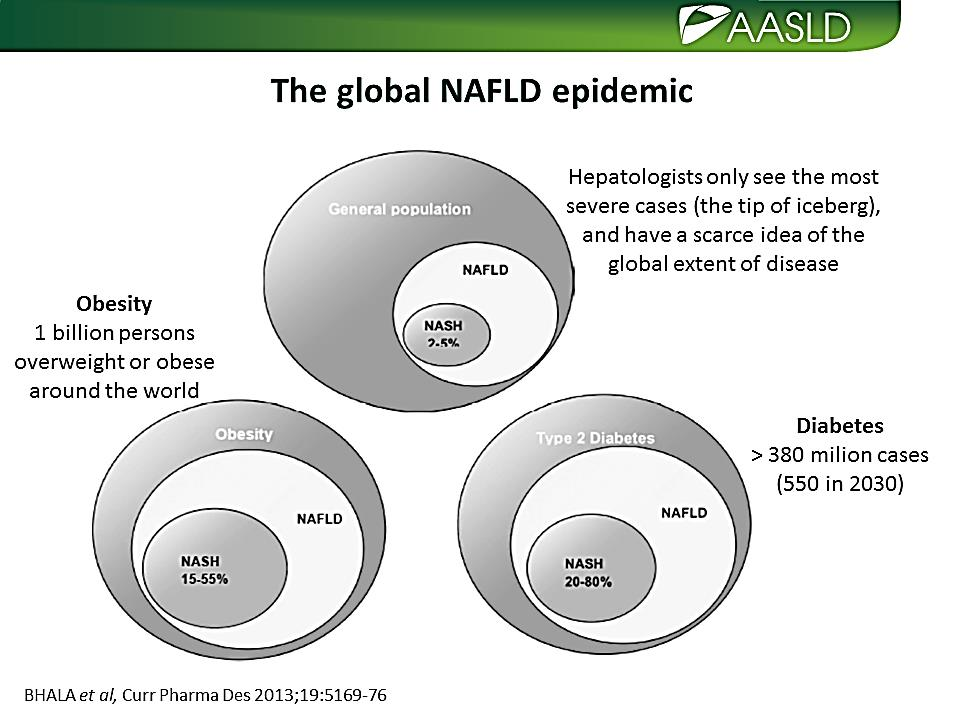 AASLD
The global NAFLD epidemic
General population
NAFLD
NASH
2-5%
Hepatologists only see the most
severe cases (the tip of iceberg),
and have a scarce idea of the
global extent of disease
Obesity
1 billion persons
overweight or obese
around the world
Obesity
NAFLD
NASH
15-55%
Type 2 Diabetes
NAFLD
NASH
20-80%
Diabetes
> 380 milion cases
(550 in 2030)
BHALA et al, Curr Pharma Des 2013;19:5169-76